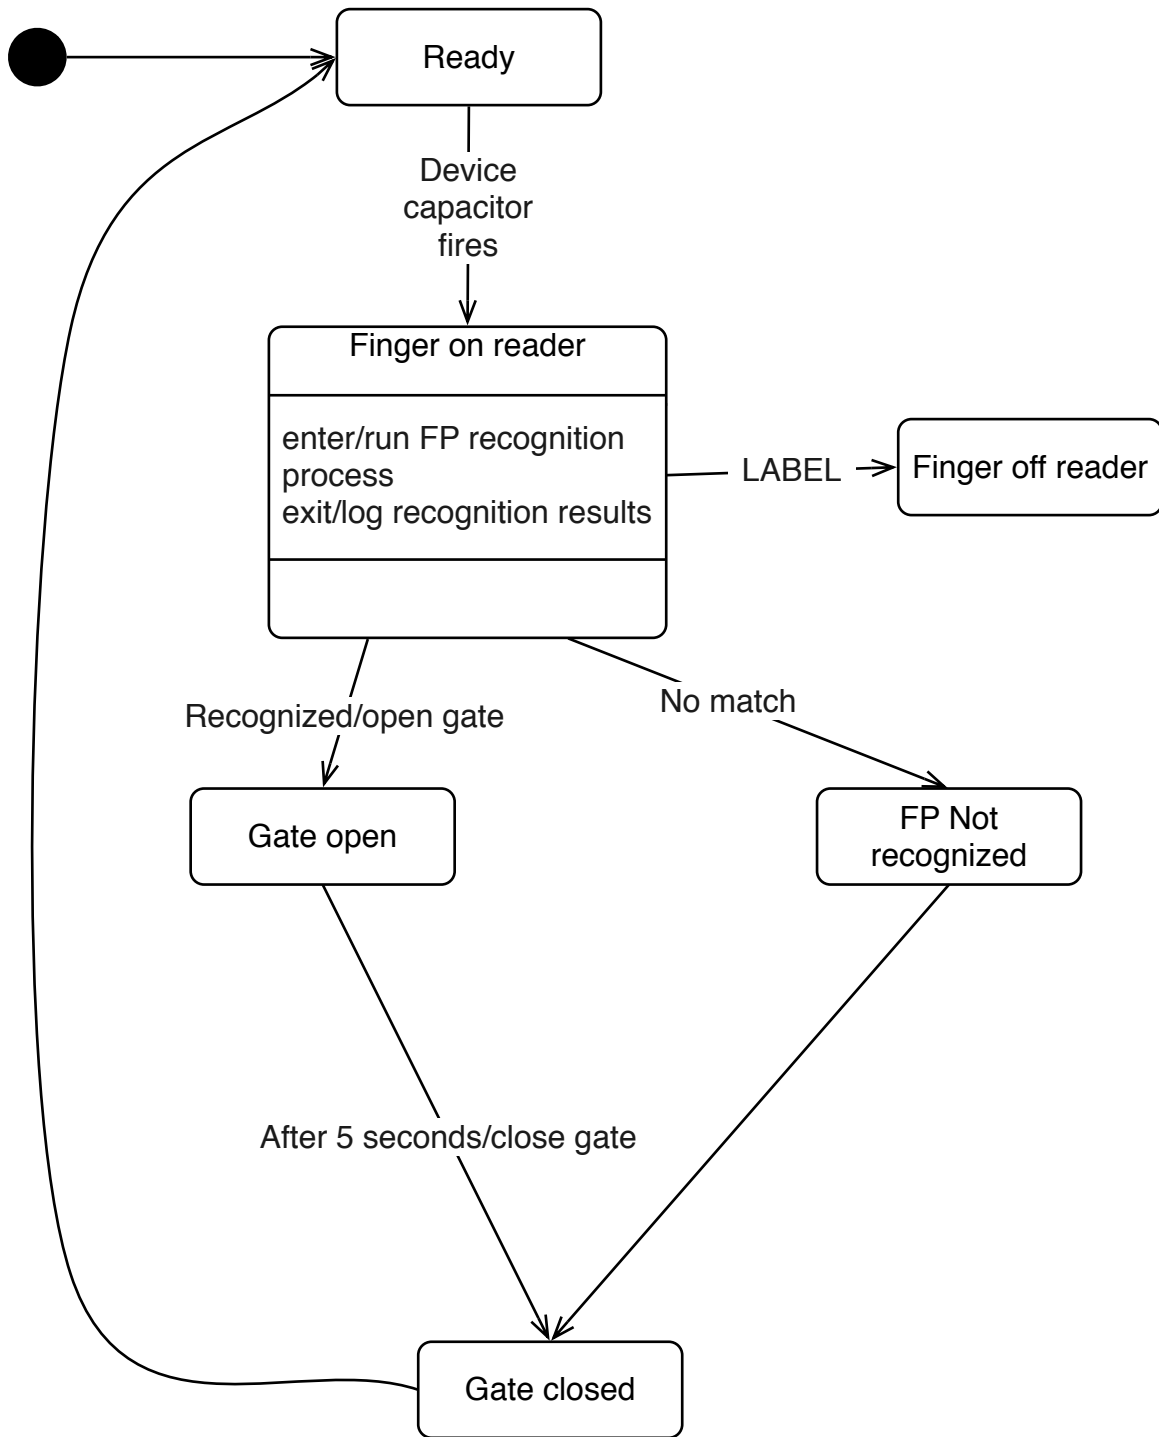 Ready
Device
capacitor
fires
Finger on reader
enter/run FP recognition
process
exit/log recognition results
LABEL
Finger off reader
Recognized/open gate
No match
Gate open
FP Not
recognized
After 5 seconds/close gate
Gate closed